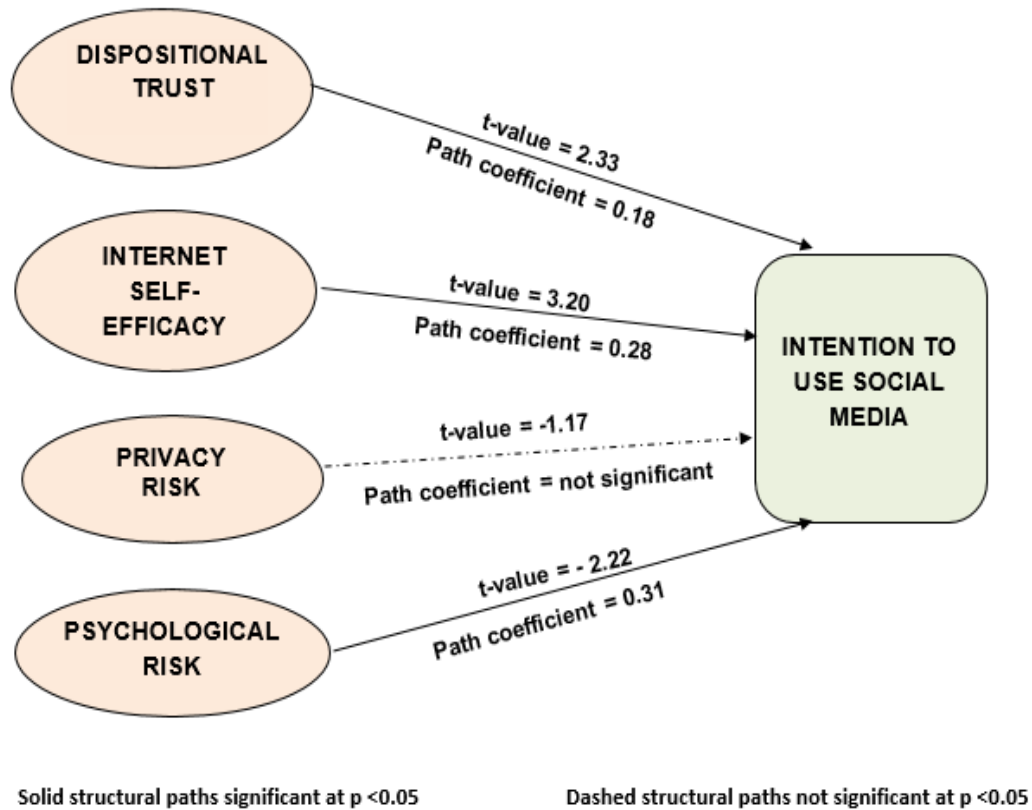 DISPOSITIONAL
TRUST
t-value = 2.33
Path coefficient = 0.18
INTERNET
SELF-
EFFICACY
t-value = 3.20
Path coefficient = 0.28
INTENTION TO
USE SOCIAL
MEDIA
PRIVACY
RISK
t-value = -1.17
Path coefficient = not significant
PSYCHOLOGICAL
RISK
t-value = - 2.22
Path coefficient = 0.31
Solid structural paths significant at p <0.05
Dashed structural paths not significant at p <0.05